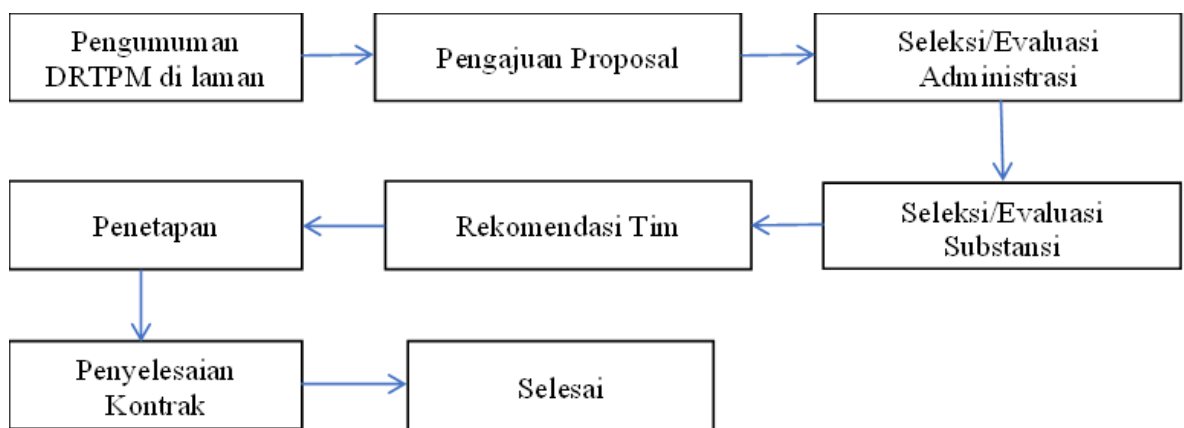 Pengumuman
DRTPM di laman
Pengajuan Proposal
Seleksi/Evaluasi
Administrasi
Seleksi/Evaluasi
Substansi
Rekomendasi Tim
Penetapan
Penyelesaian
Kontrak
Selesai